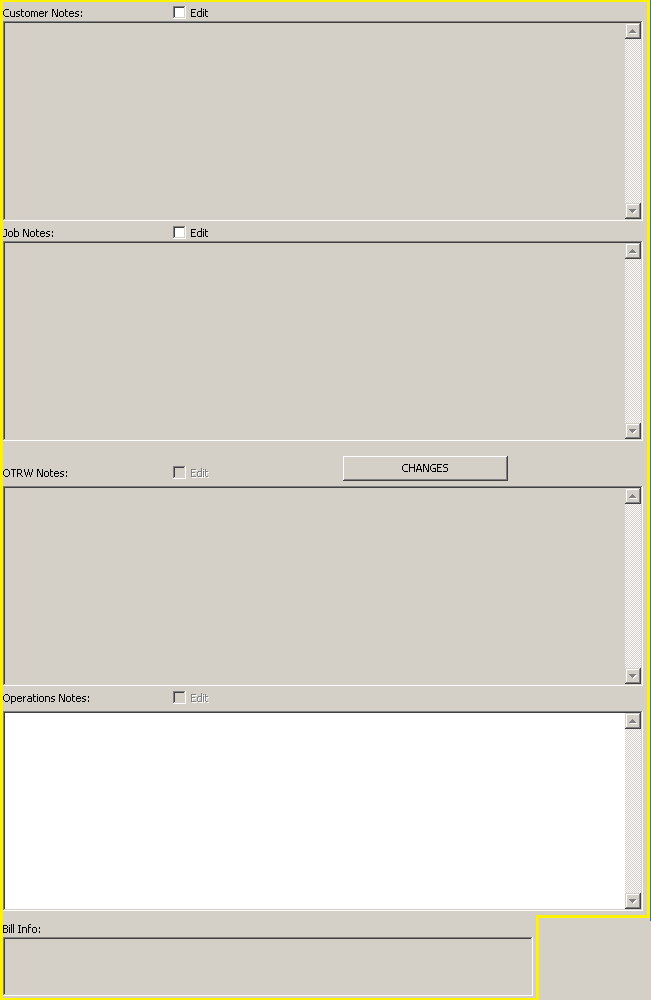 Customer Notes: Edit
Job Notes: Edit
OTRW Notes: Edit CHANGES
Operations Notes: Edit
Bill Info: